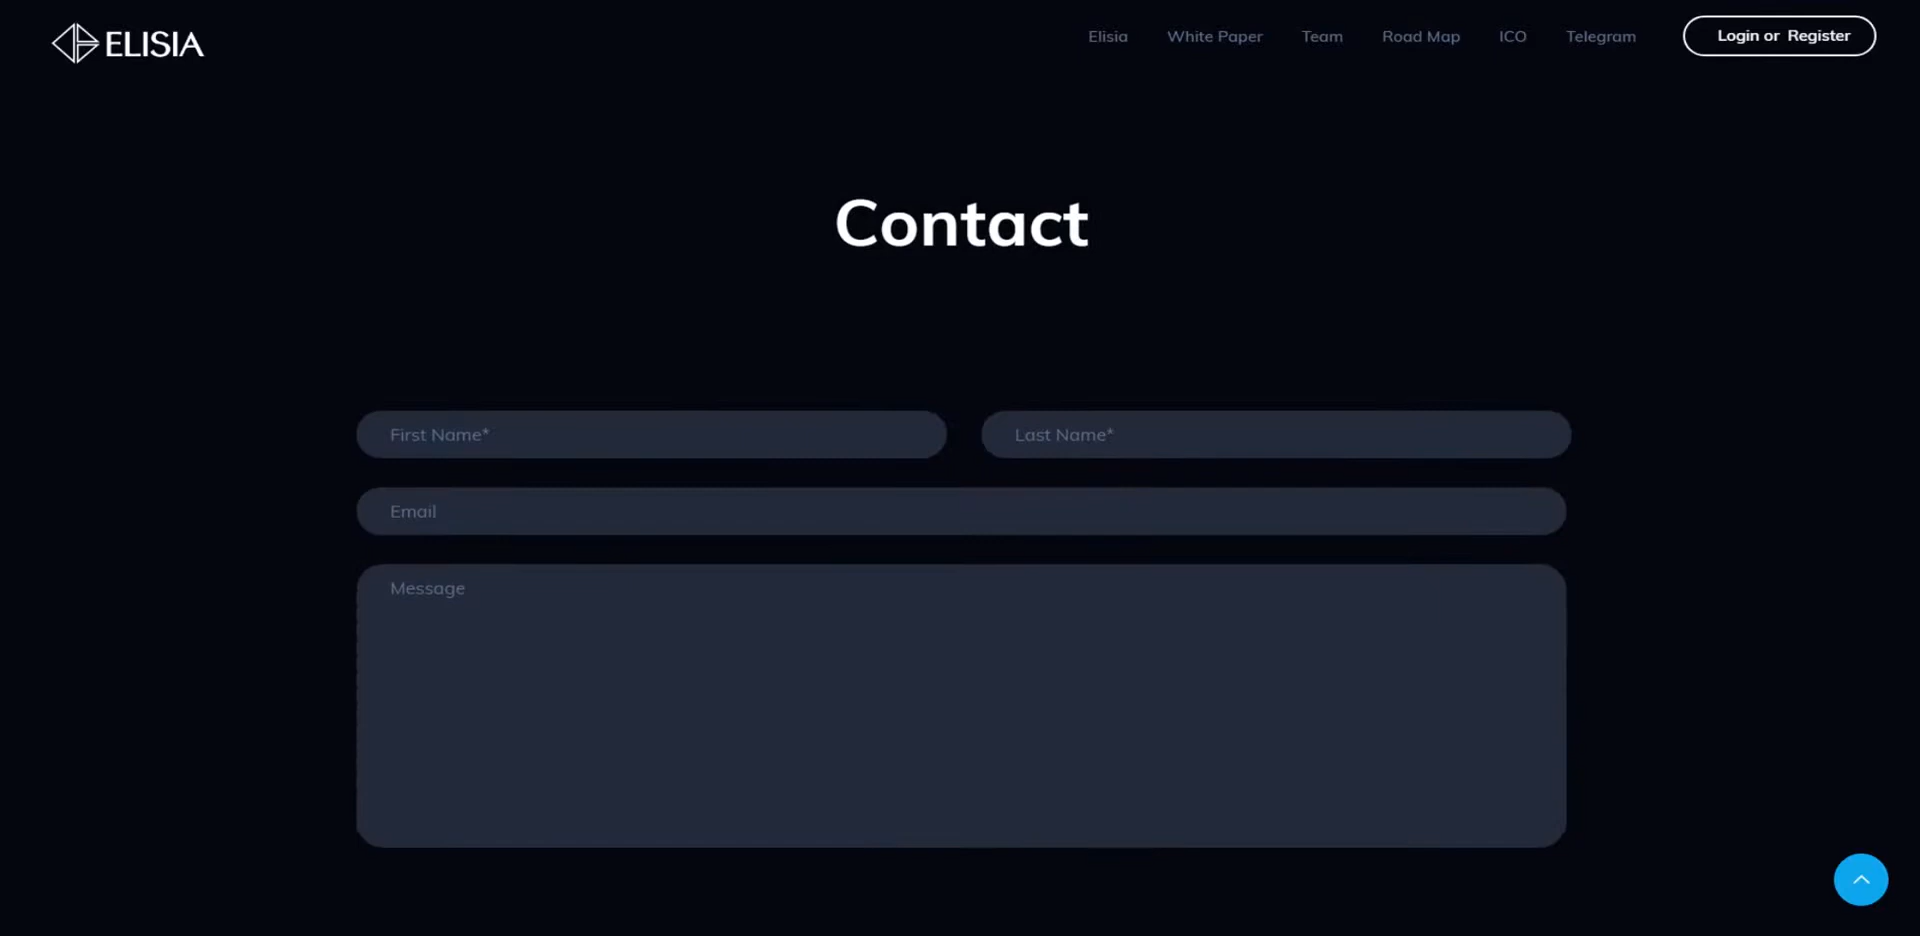 ELISIA
Elisia White Paper Team Road Map ICO Telegram Login or Register
Contact
First Name* Last Name*
Email
Message